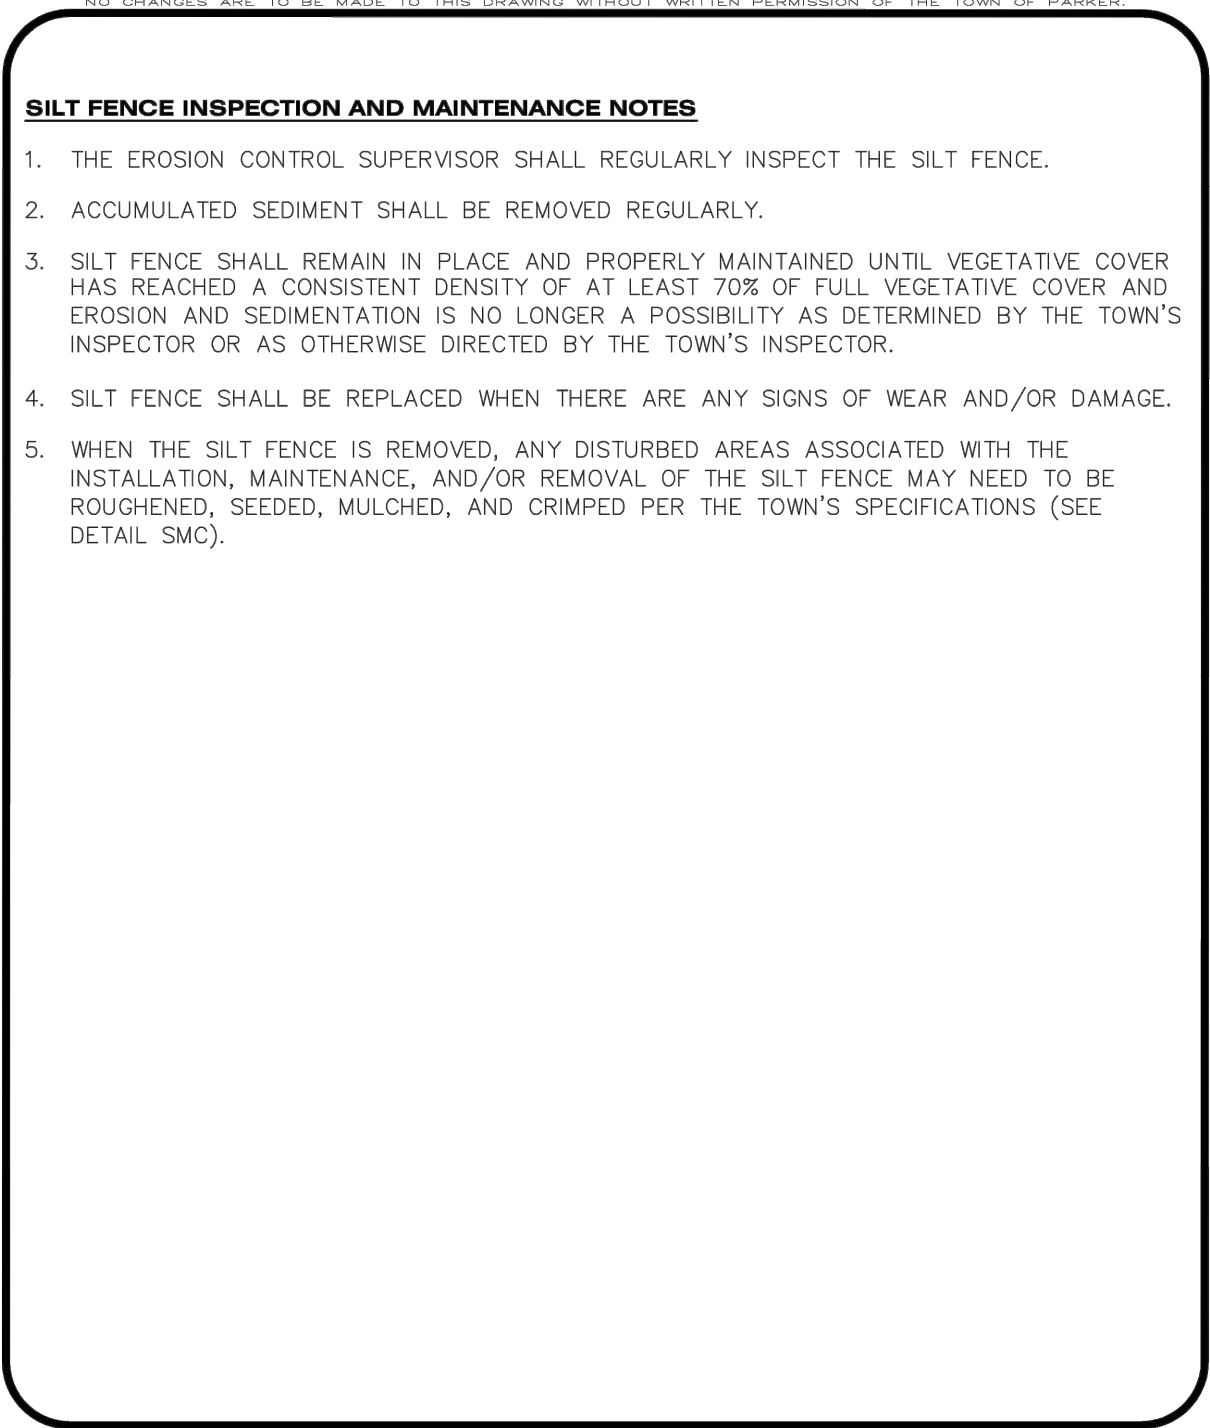 NO CHANGES ARE TO BE MADE TO THIS DRAWING WITHOUT WRITTEN PERMISSION OF THE TOWN OF PARKER.
SILT FENCE INSPECTION AND MAINTENANCE NOTES
1. THE EROSION CONTROL SUPERVISOR SHALL REGULARLY INSPECT THE SILT FENCE.
2. ACCUMULATED SEDIMENT SHALL BE REMOVED REGULARLY.
3. SILT FENCE SHALL REMAIN IN PLACE AND PROPERLY MAINTAINED UNTIL VEGETATIVE COVER
HAS REACHED A CONSISTENT DENSITY OF AT LEAST 70% OF FULL VEGETATIVE COVER AND
EROSION AND SEDIMENTATION IS NO LONGER A POSSIBILITY AS DETERMINED BY THE TOWN'S
INSPECTOR OR AS OTHERWISE DIRECTED BY THE TOWN'S INSPECTOR.
4. SILT FENCE SHALL BE REPLACED WHEN THERE ARE ANY SIGNS OF WEAR AND/OR DAMAGE.
5. WHEN THE SILT FENCE IS REMOVED, ANY DISTURBED AREAS ASSOCIATED WITH THE
INSTALLATION, MAINTENANCE, AND/OR REMOVAL OF THE SILT FENCE MAY NEED TO BE
ROUGHENED, SEEDED, MULCHED, AND CRIMPED PER THE TOWN'S SPECIFICATIONS (SEE
DETAIL SMC).